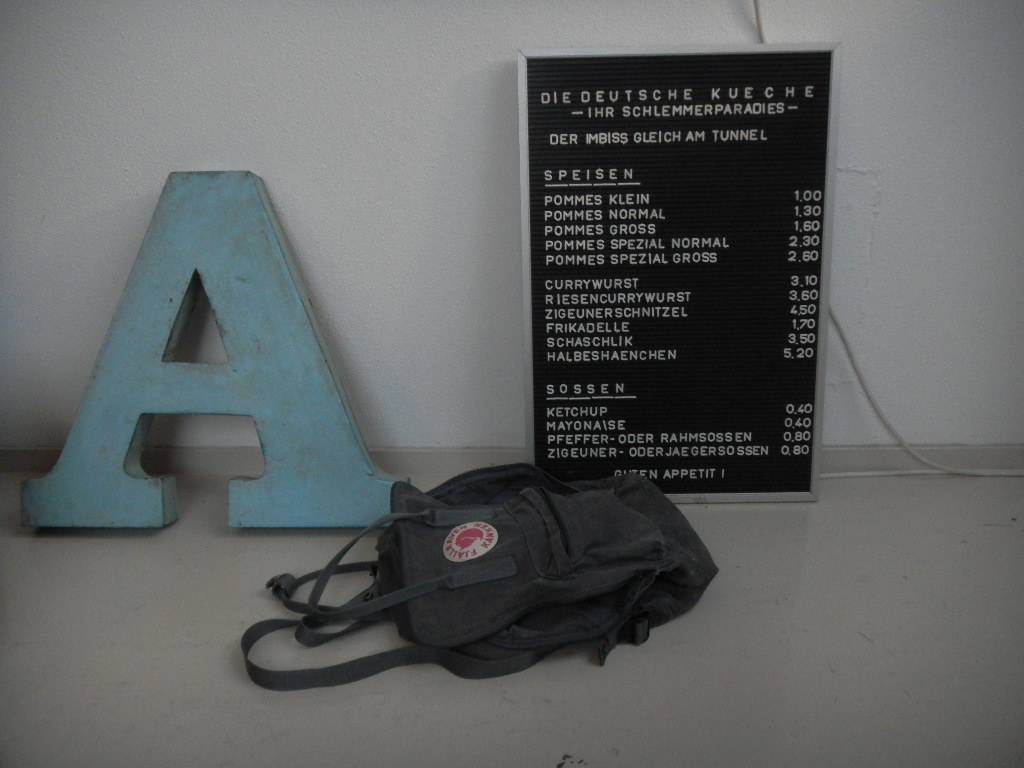 A
DIE DEUTSCHE KUECHE
—IHR SCHLEMMERPARADIES—
DER IMBISS GLEICH AM TUNNEL
SPEISEN
POMMES KLEIN 1,00
POMMES NORMAL 1,30
POMMES GROSS 1,60
POMMES SPEZIAL NORMAL 2,30
POMMES SPEZIAL GROSS 2,60
CURRYWURST 3,10
RIESENCURRYWURST 3,60
ZIGEUNERSCHNITZEL 4,50
FRIKADELLE 1,70
SCHASCHLIK 3,50
HALBESHAENCHEN 5,20
SOSSEN
KETCHUP 0,40
MAYONAISE 0,40
PFEFFER-ODER RAHMSOSSEN 0,80
ZIGEUNER-ODERJAEGERSOSSEN 0,80
GUTEN APPETIT !
FJÄLLRÄVEN
KÅNKEN